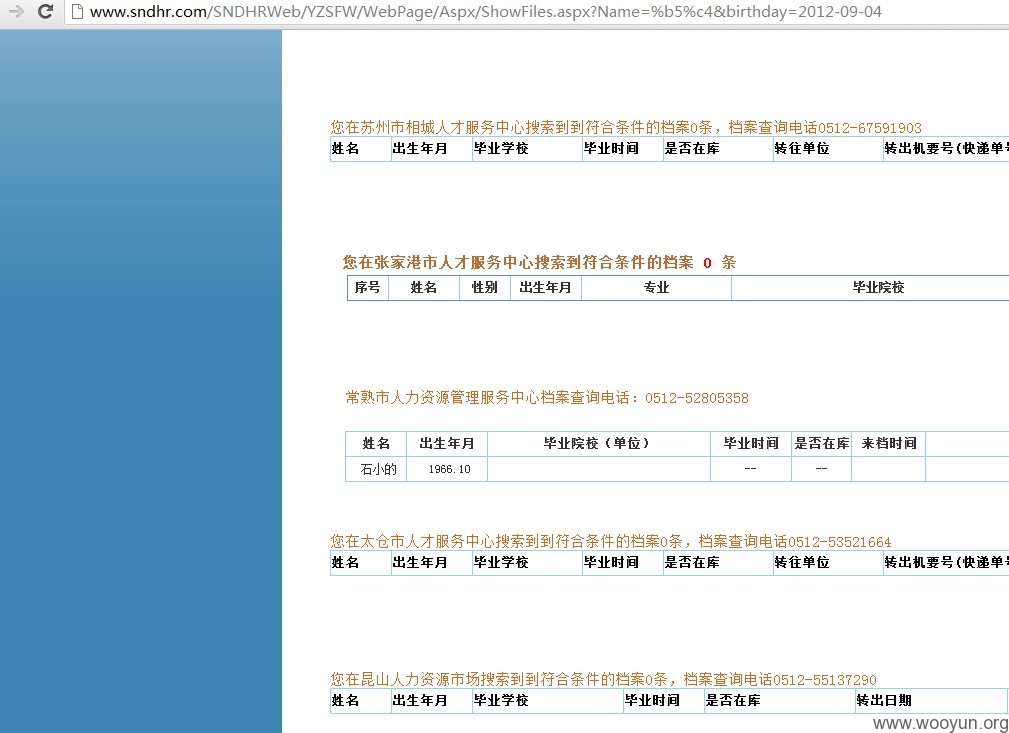 www.sndhr.com/SNDHRWeb/YZSFW/WebPage/Aspx/ShowFiles.aspx?Name=%b5%c4&birthday=2012-09-04
您在苏州市相城人才服务中心搜索到到符合条件的档案0条，档案查询电话0512-67591903
姓名 出生年月 毕业学校 毕业时间 是否在库 转往单位 转出机要号(快递单号
您在张家港市人才服务中心搜索到符合条件的档案 0 条
序号 姓名 性别 出生年月 专业 毕业院校
常熟市人力资源管理服务中心档案查询电话：0512-52805358
姓名 出生年月 毕业院校（单位） 毕业时间 是否在库 来档时间
石小的 1966.10 -- --
您在太仓市人才服务中心搜索到到符合条件的档案0条，档案查询电话0512-53521664
姓名 出生年月 毕业学校 毕业时间 是否在库 转往单位 转出机要号(快递单号
您在昆山人力资源市场搜索到到符合条件的档案0条，档案查询电话0512-55137290
姓名 出生年月 毕业学校 毕业时间 是否在库 转出日期
www.wooyun.org